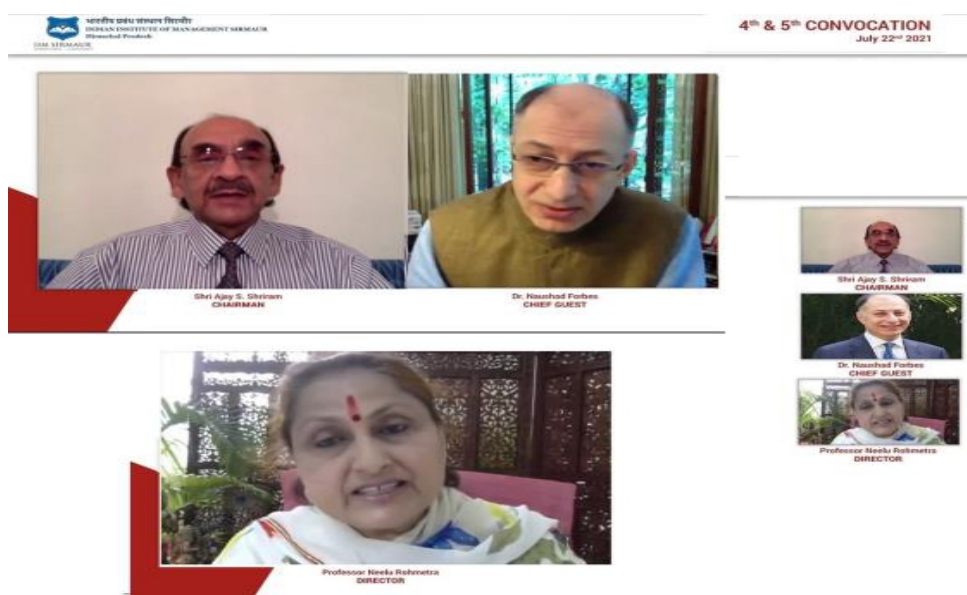 भारतीय प्रबंध संस्थान सिरमौर
INDIAN INSTITUTE OF MANAGEMENT SIRMAUR
Himachal Pradesh
IIM SIRMAUR
4th & 5th CONVOCATION
July 22nd 2021
Shri Ajay S. Shriram
CHAIRMAN
Dr. Naushad Forbes
CHIEF GUEST
Professor Neelu Rohmetra
DIRECTOR
Shri Ajay S. Shriram
CHAIRMAN
Dr. Naushad Forbes
CHIEF GUEST
Professor Neelu Rohmetra
DIRECTOR